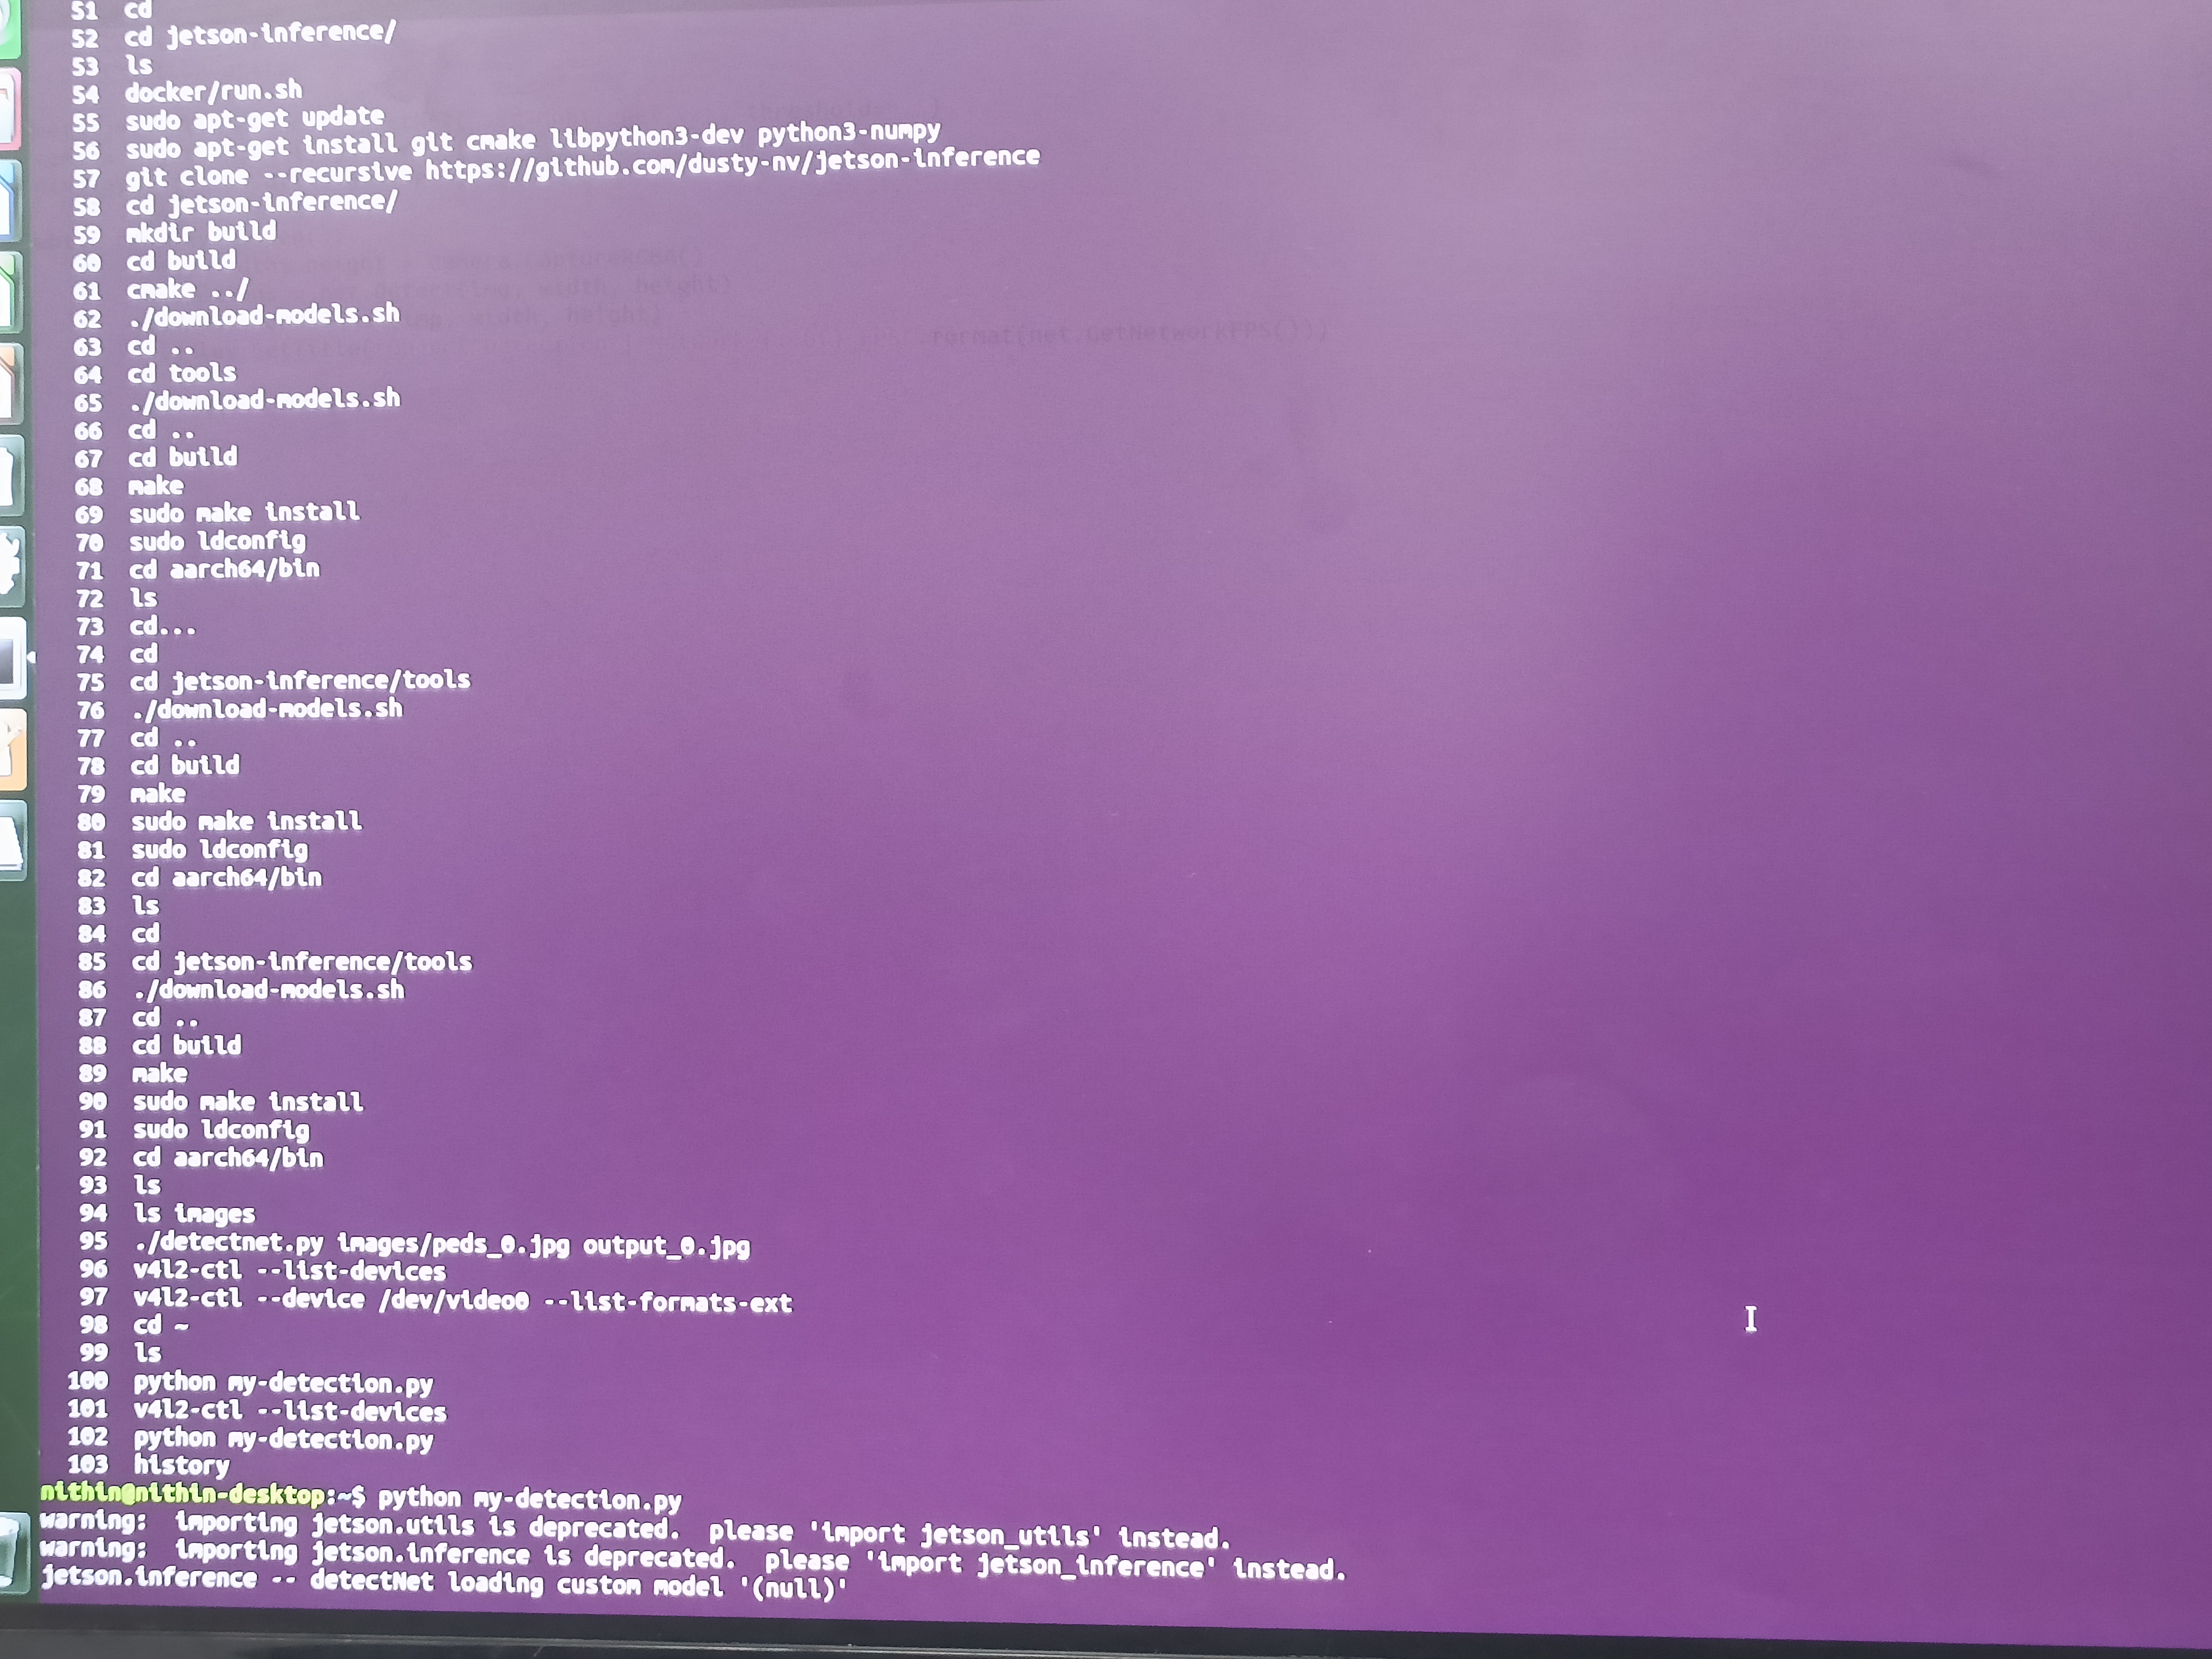 51 cd
52 cd jetson-inference/
53 ls
54 docker/run.sh
55 sudo apt-get update
56 sudo apt-get install git cmake libpython3-dev python3-numpy
57 git clone --recursive https://github.com/dusty-nv/jetson-inference
58 cd jetson-inference/
59 mkdir build
60 cd build
61 cmake ../
62 ./download-models.sh
63 cd ..
64 cd tools
65 ./download-models.sh
66 cd ..
67 cd build
68 make
69 sudo make install
70 sudo ldconfig
71 cd aarch64/bin
72 ls
73 cd...
74 cd
75 cd jetson-inference/tools
76 ./download-models.sh
77 cd ..
78 cd build
79 make
80 sudo make install
81 sudo ldconfig
82 cd aarch64/bin
83 ls
84 cd
85 cd jetson-inference/tools
86 ./download-models.sh
87 cd ..
88 cd build
89 make
90 sudo make install
91 sudo ldconfig
92 cd aarch64/bin
93 ls
94 ls images
95 ./detectnet.py images/peds_0.jpg output_0.jpg
96 v4l2-ctl --list-devices
97 v4l2-ctl --device /dev/video0 --list-formats-ext
98 cd ~
99 ls
100 python my-detection.py
101 v4l2-ctl --list-devices
102 python my-detection.py
103 history
nithin@nithin-desktop:~$ python my-detection.py
warning: importing jetson.utils is deprecated. please 'import jetson_utils' instead.
warning: importing jetson.inference is deprecated. please 'import jetson_inference' instead.
jetson.inference -- detectNet loading custom model '(null)'